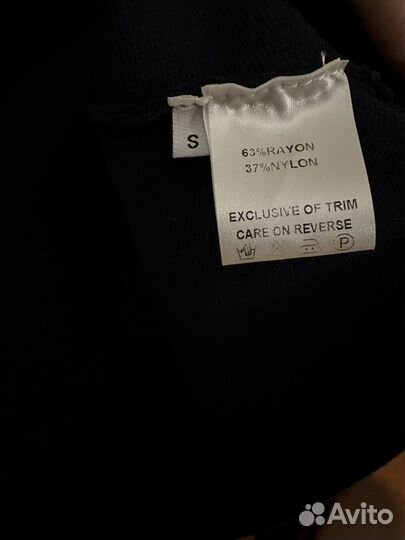 S
63%RAYON
37%NYLON
EXCLUSIVE OF TRIM
CARE ON REVERSE
P
Avito